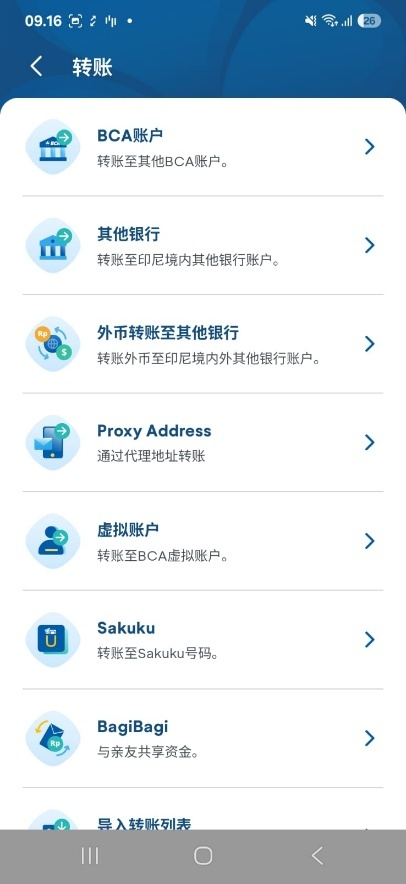 09.16
26
转账
BCA账户
转账至其他BCA账户。
其他银行
转账至印尼境内其他银行账户。
外币转账至其他银行
Rp
$
转账外币至印尼境内外其他银行账户。
Proxy Address
通过代理地址转账
虚拟账户
转账至BCA虚拟账户。
Sakuku
转账至Sakuku号码。
BagiBagi
Rp
与亲友共享资金。
导入转账列表